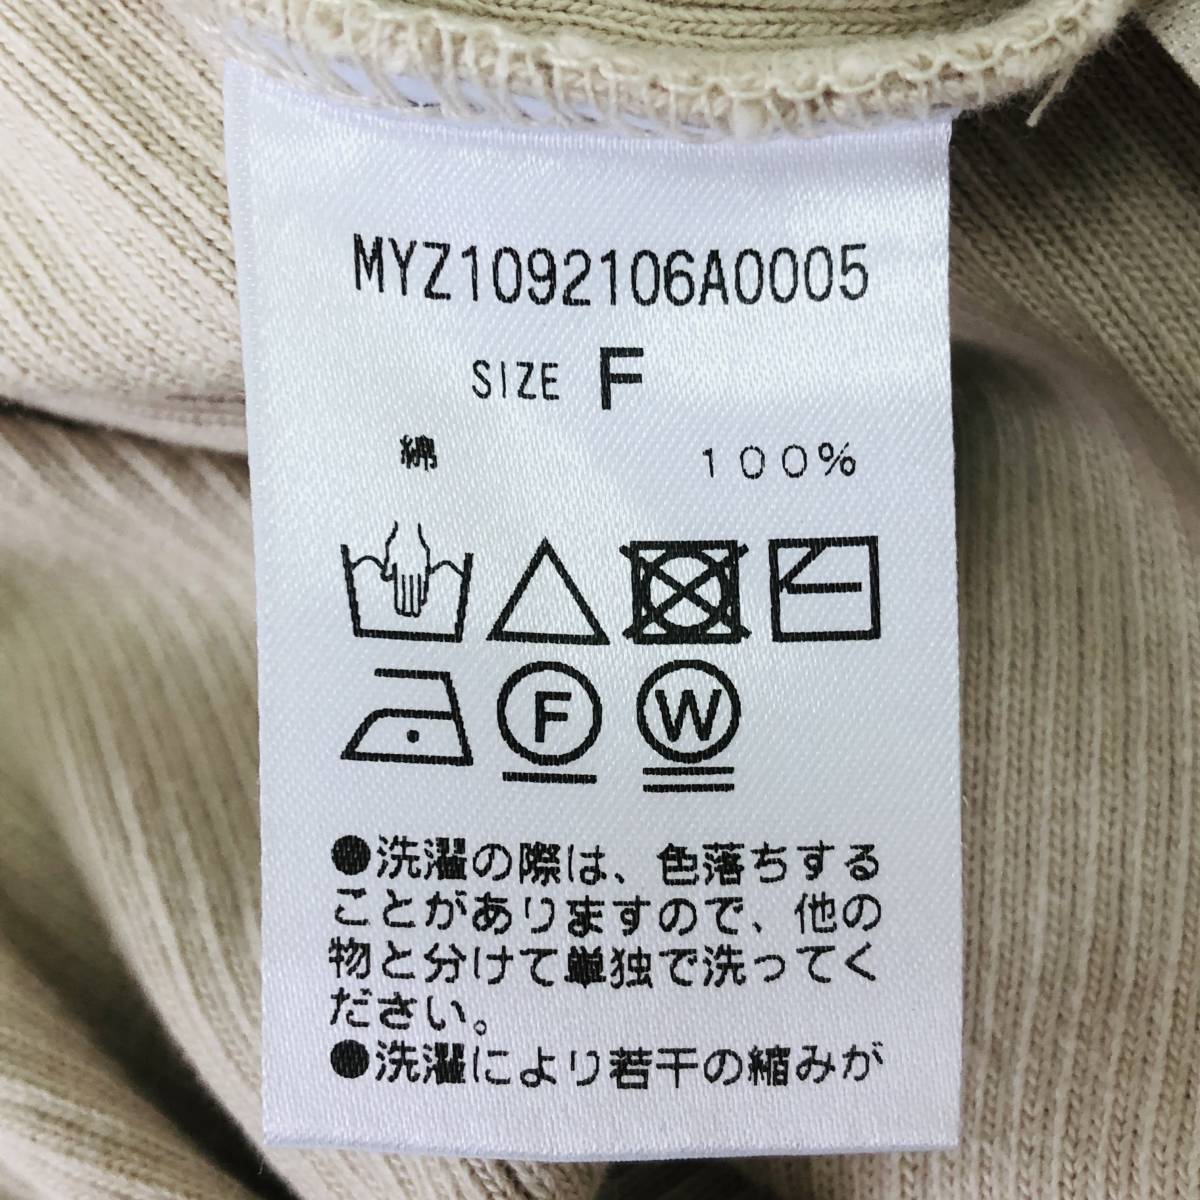 MYZ1092106A0005
SIZE F
綿 100%
F W
●洗濯の際は、色落ちする
ことがありますので、他の
物と分けて単独で洗ってく
ださい。
●洗濯により若干の縮みが